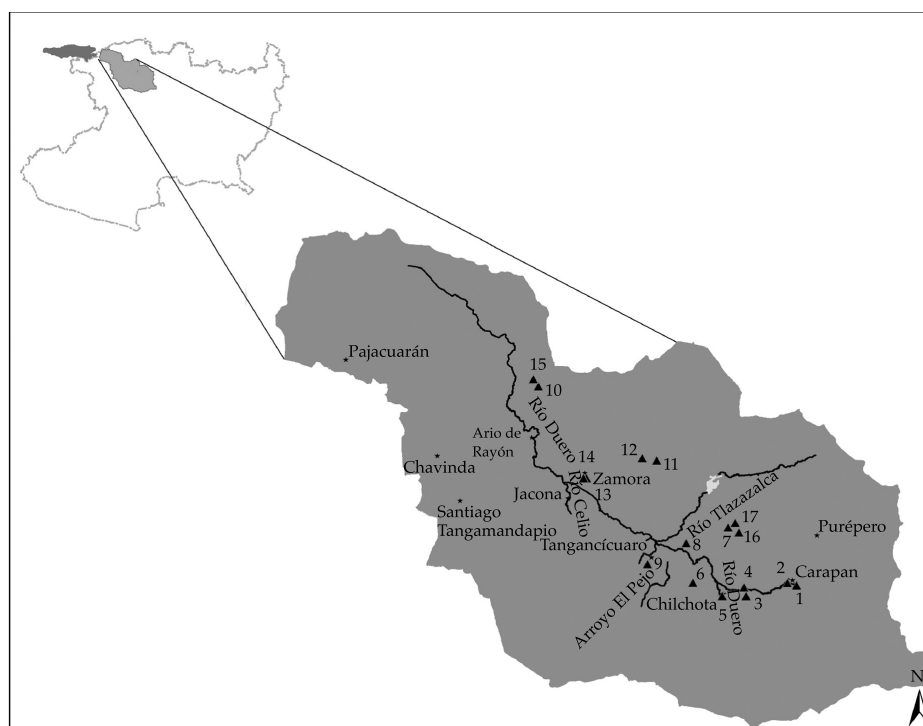 Pajacuarán
15
10
Río Duero
Ario de
Rayón
12
11
14
Chavinda
Zamora
13
Jacona
Río Celio
Santiago
Tangamandapio
Río Tlazazalca
17
7
16
Purépero
Tangancícuaro
8
9
6
Río Duero
4
2
Carapan
1
3
5
Chilchota
Arroyo El Pejo
N